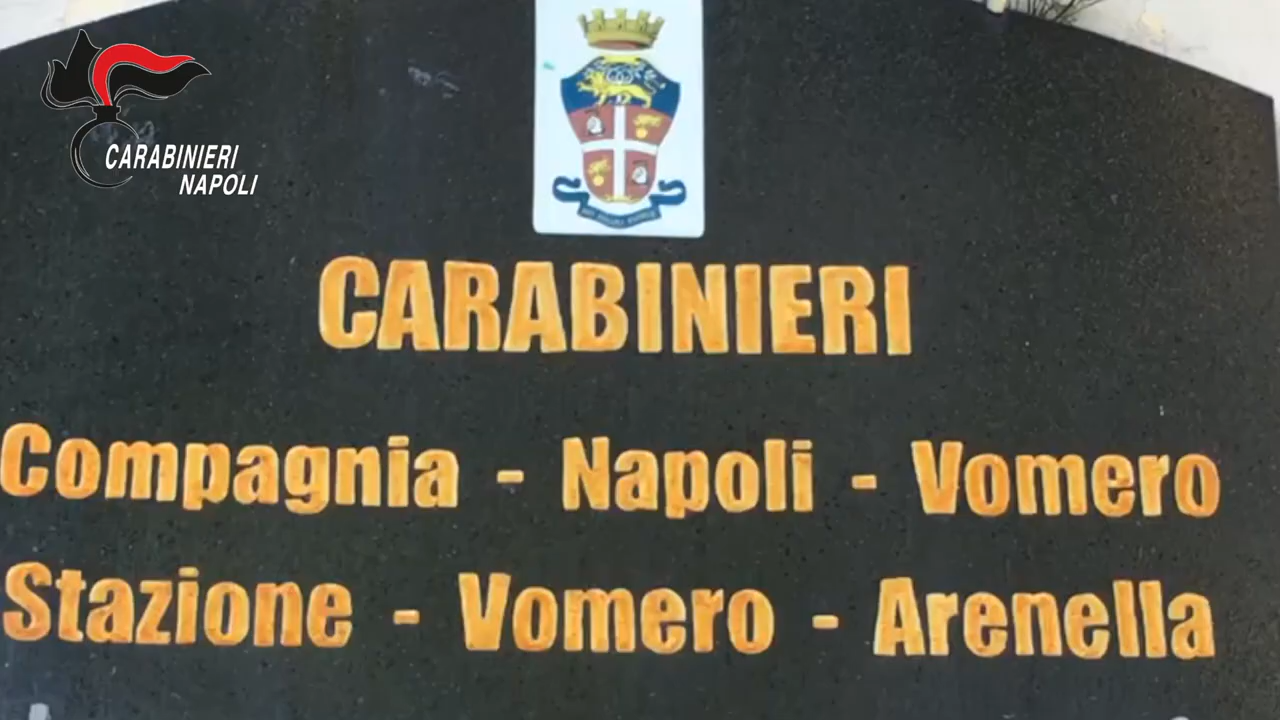 CARABINIERI
NAPOLI
CARABINIERI
Compagnia - Napoli - Vomero
Stazione - Vomero - Arenella